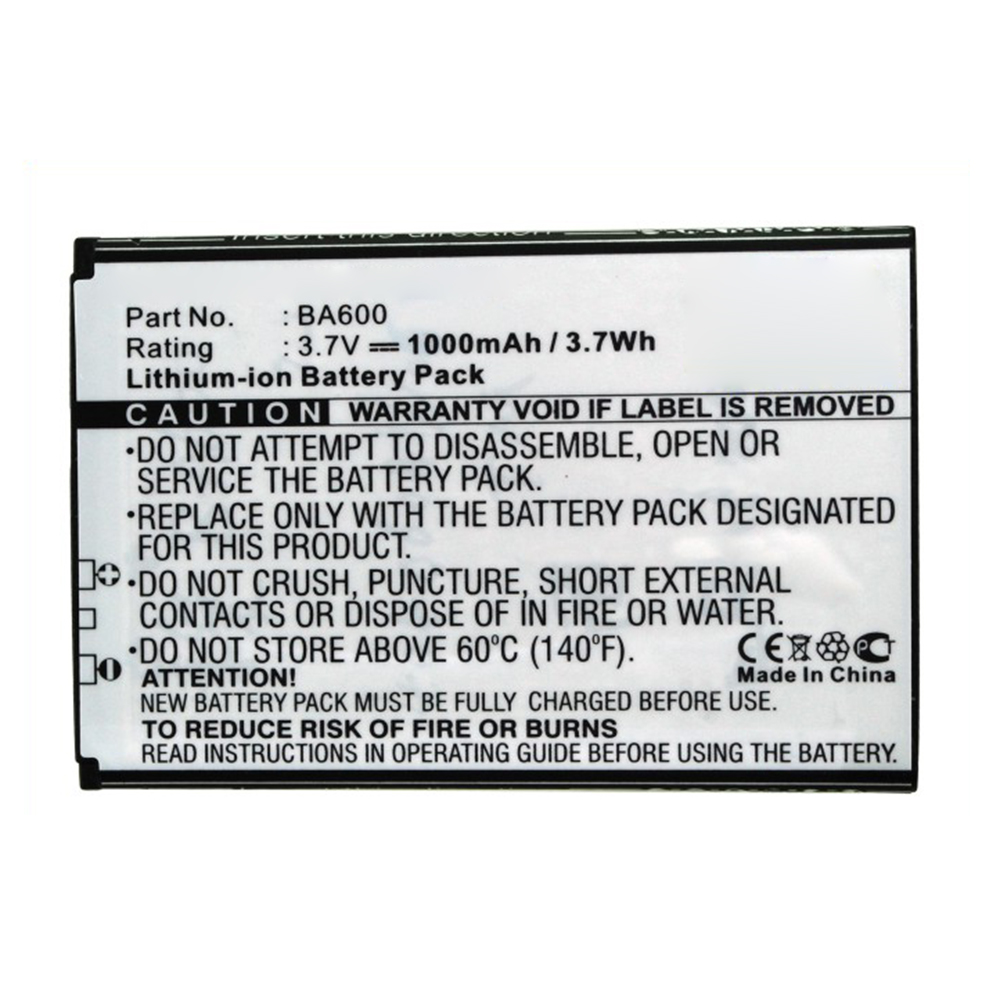 insert this direction
Part No. : BA600
Rating : 3.7V 1000mAh / 3.7Wh
Lithium-ion Battery Pack
CAUTION WARRANTY VOID IF LABEL IS REMOVED
•DO NOT ATTEMPT TO DISASSEMBLE, OPEN OR
SERVICE THE BATTERY PACK.
•REPLACE ONLY WITH THE BATTERY PACK DESIGNATED
FOR THIS PRODUCT.
•DO NOT CRUSH, PUNCTURE, SHORT EXTERNAL
CONTACTS OR DISPOSE OF IN FIRE OR WATER.
•DO NOT STORE ABOVE 60°C (140°F).
CE
Made In China
ATTENTION!
NEW BATTERY PACK MUST BE FULLY CHARGED BEFORE USE.
TO REDUCE RISK OF FIRE OR BURNS
READ INSTRUCTIONS IN OPERATING GUIDE BEFORE USING THE BATTERY.